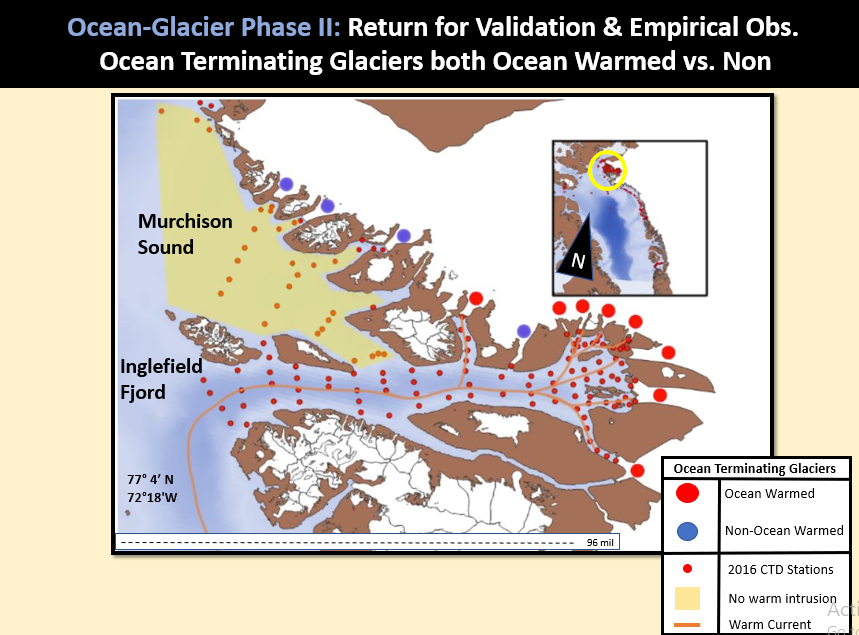 Ocean-Glacier Phase II: Return for Validation & Empirical Obs.
Ocean Terminating Glaciers both Ocean Warmed vs. Non
Murchison
Sound
N
Inglefield
Fjord
77° 4’ N
72°18'W
96 mil
Ocean Terminating Glaciers
Ocean Warmed
Non-Ocean Warmed
2016 CTD Stations
No warm intrusion
Warm Current